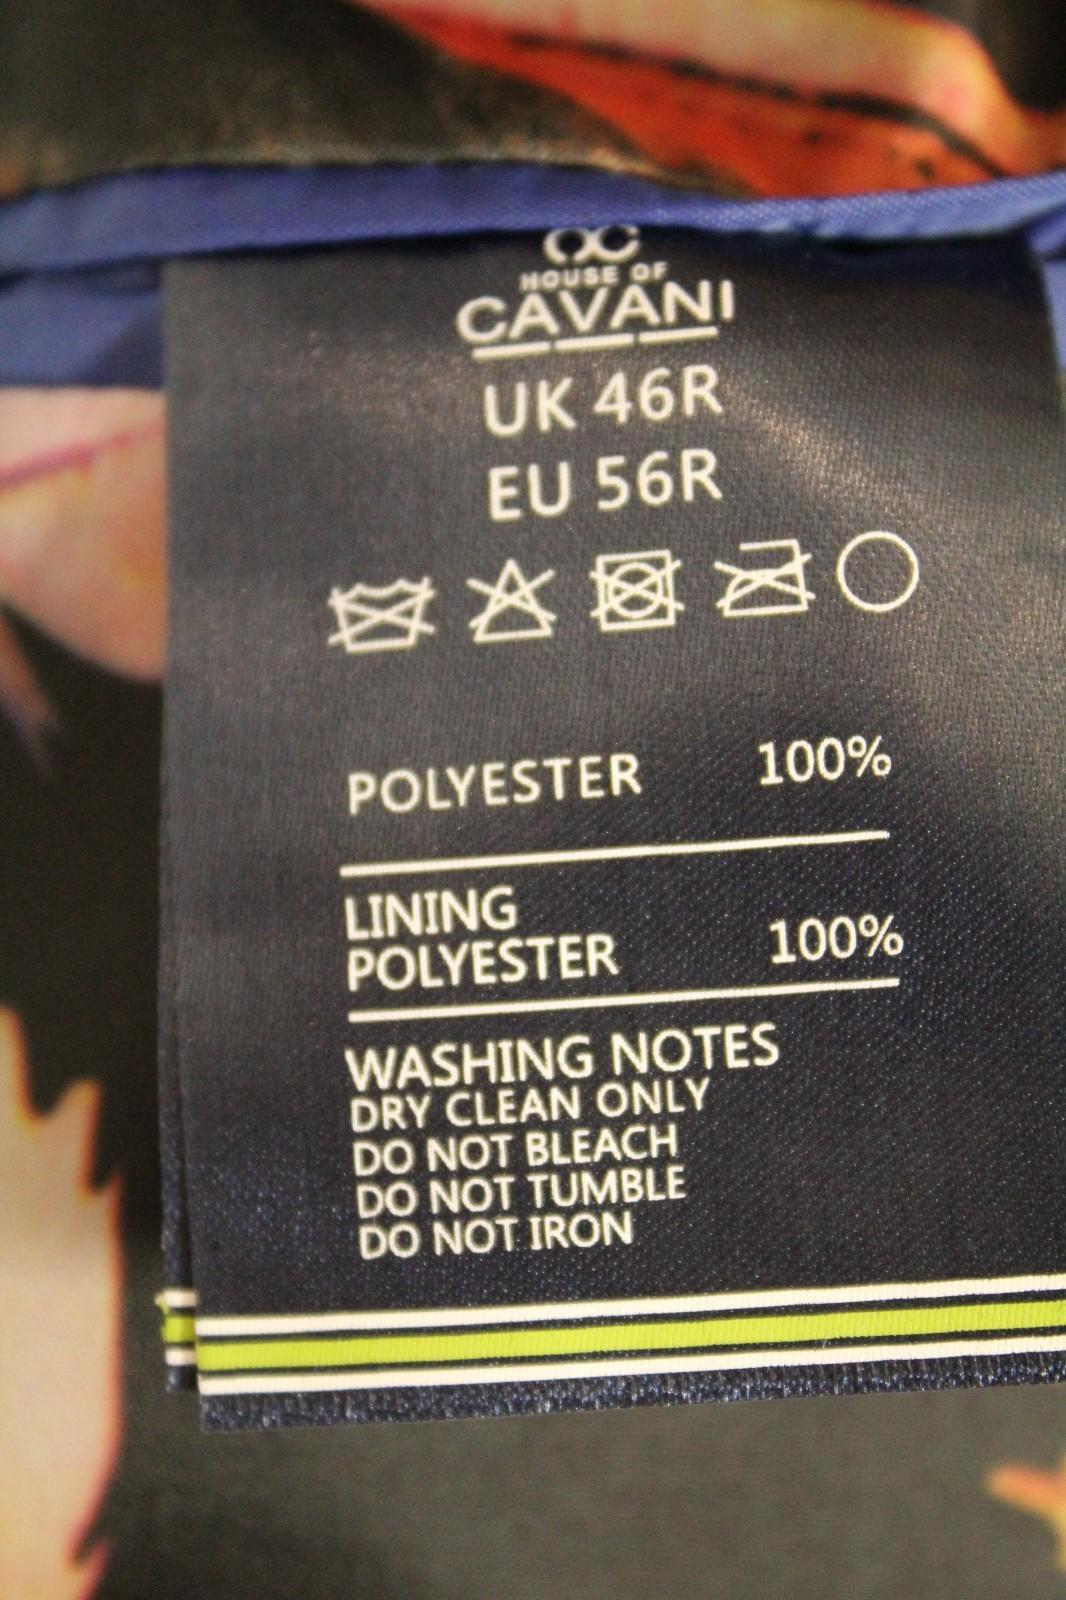 HOUSE OF
CAVANI
UK 46R
EU 56R
POLYESTER 100%
LINING
POLYESTER 100%
WASHING NOTES
DRY CLEAN ONLY
DO NOT BLEACH
DO NOT TUMBLE
DO NOT IRON